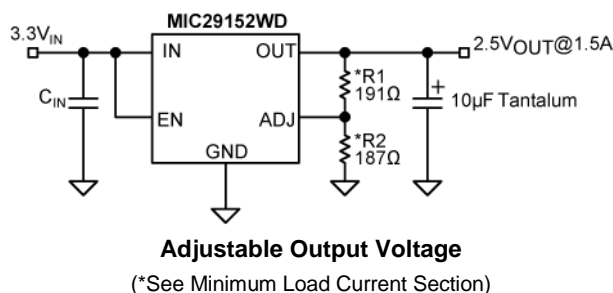 MIC29152WD
3.3VIN
IN
OUT
2.5VOUT@1.5A
*R1
191Ω
10µF Tantalum
+
CIN
EN
ADJ
*R2
187Ω
GND
Adjustable Output Voltage
(*See Minimum Load Current Section)